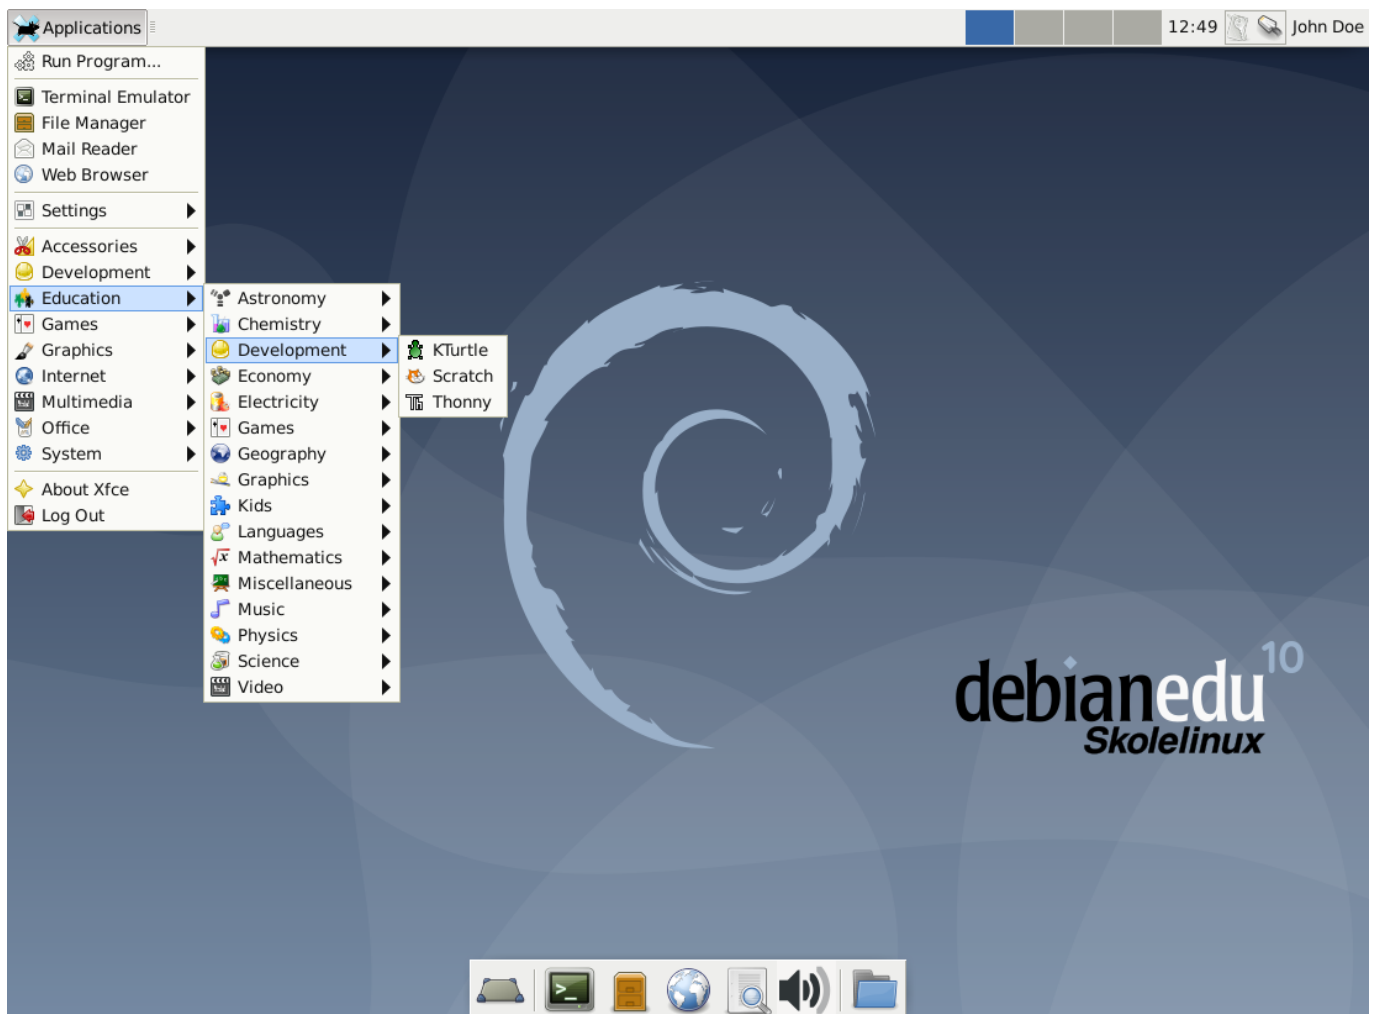 Applications
12:49
John Doe
Run Program...
Terminal Emulator
File Manager
Mail Reader
Web Browser
Settings
Accessories
Development
Education
Games
Graphics
Internet
Multimedia
Office
System
About Xfce
Log Out
Astronomy
Chemistry
Development
Economy
Electricity
Games
Geography
Graphics
Kids
Languages
Mathematics
Miscellaneous
Music
Physics
Science
Video
KTurtle
Scratch
Thonny
debianedu 10
Skolelinux